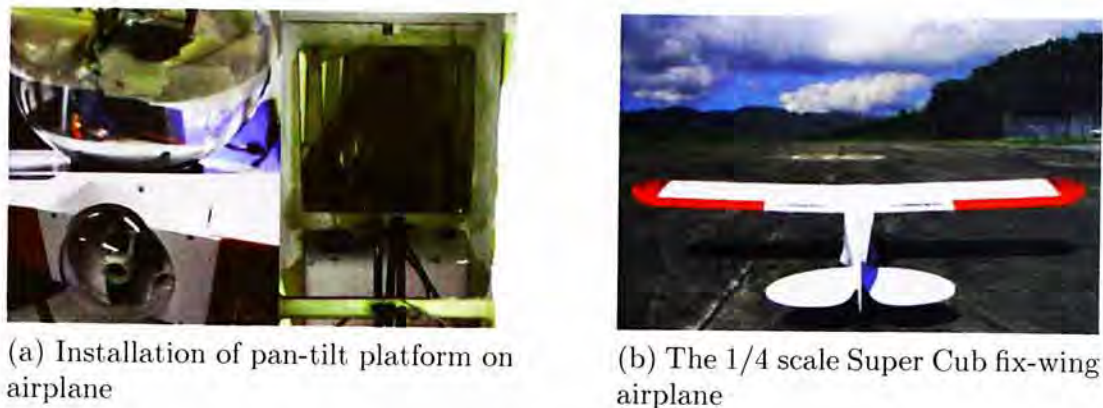 (a) Installation of pan-tilt platform on
airplane
(b) The 1/4 scale Super Cub fix-wing
airplane